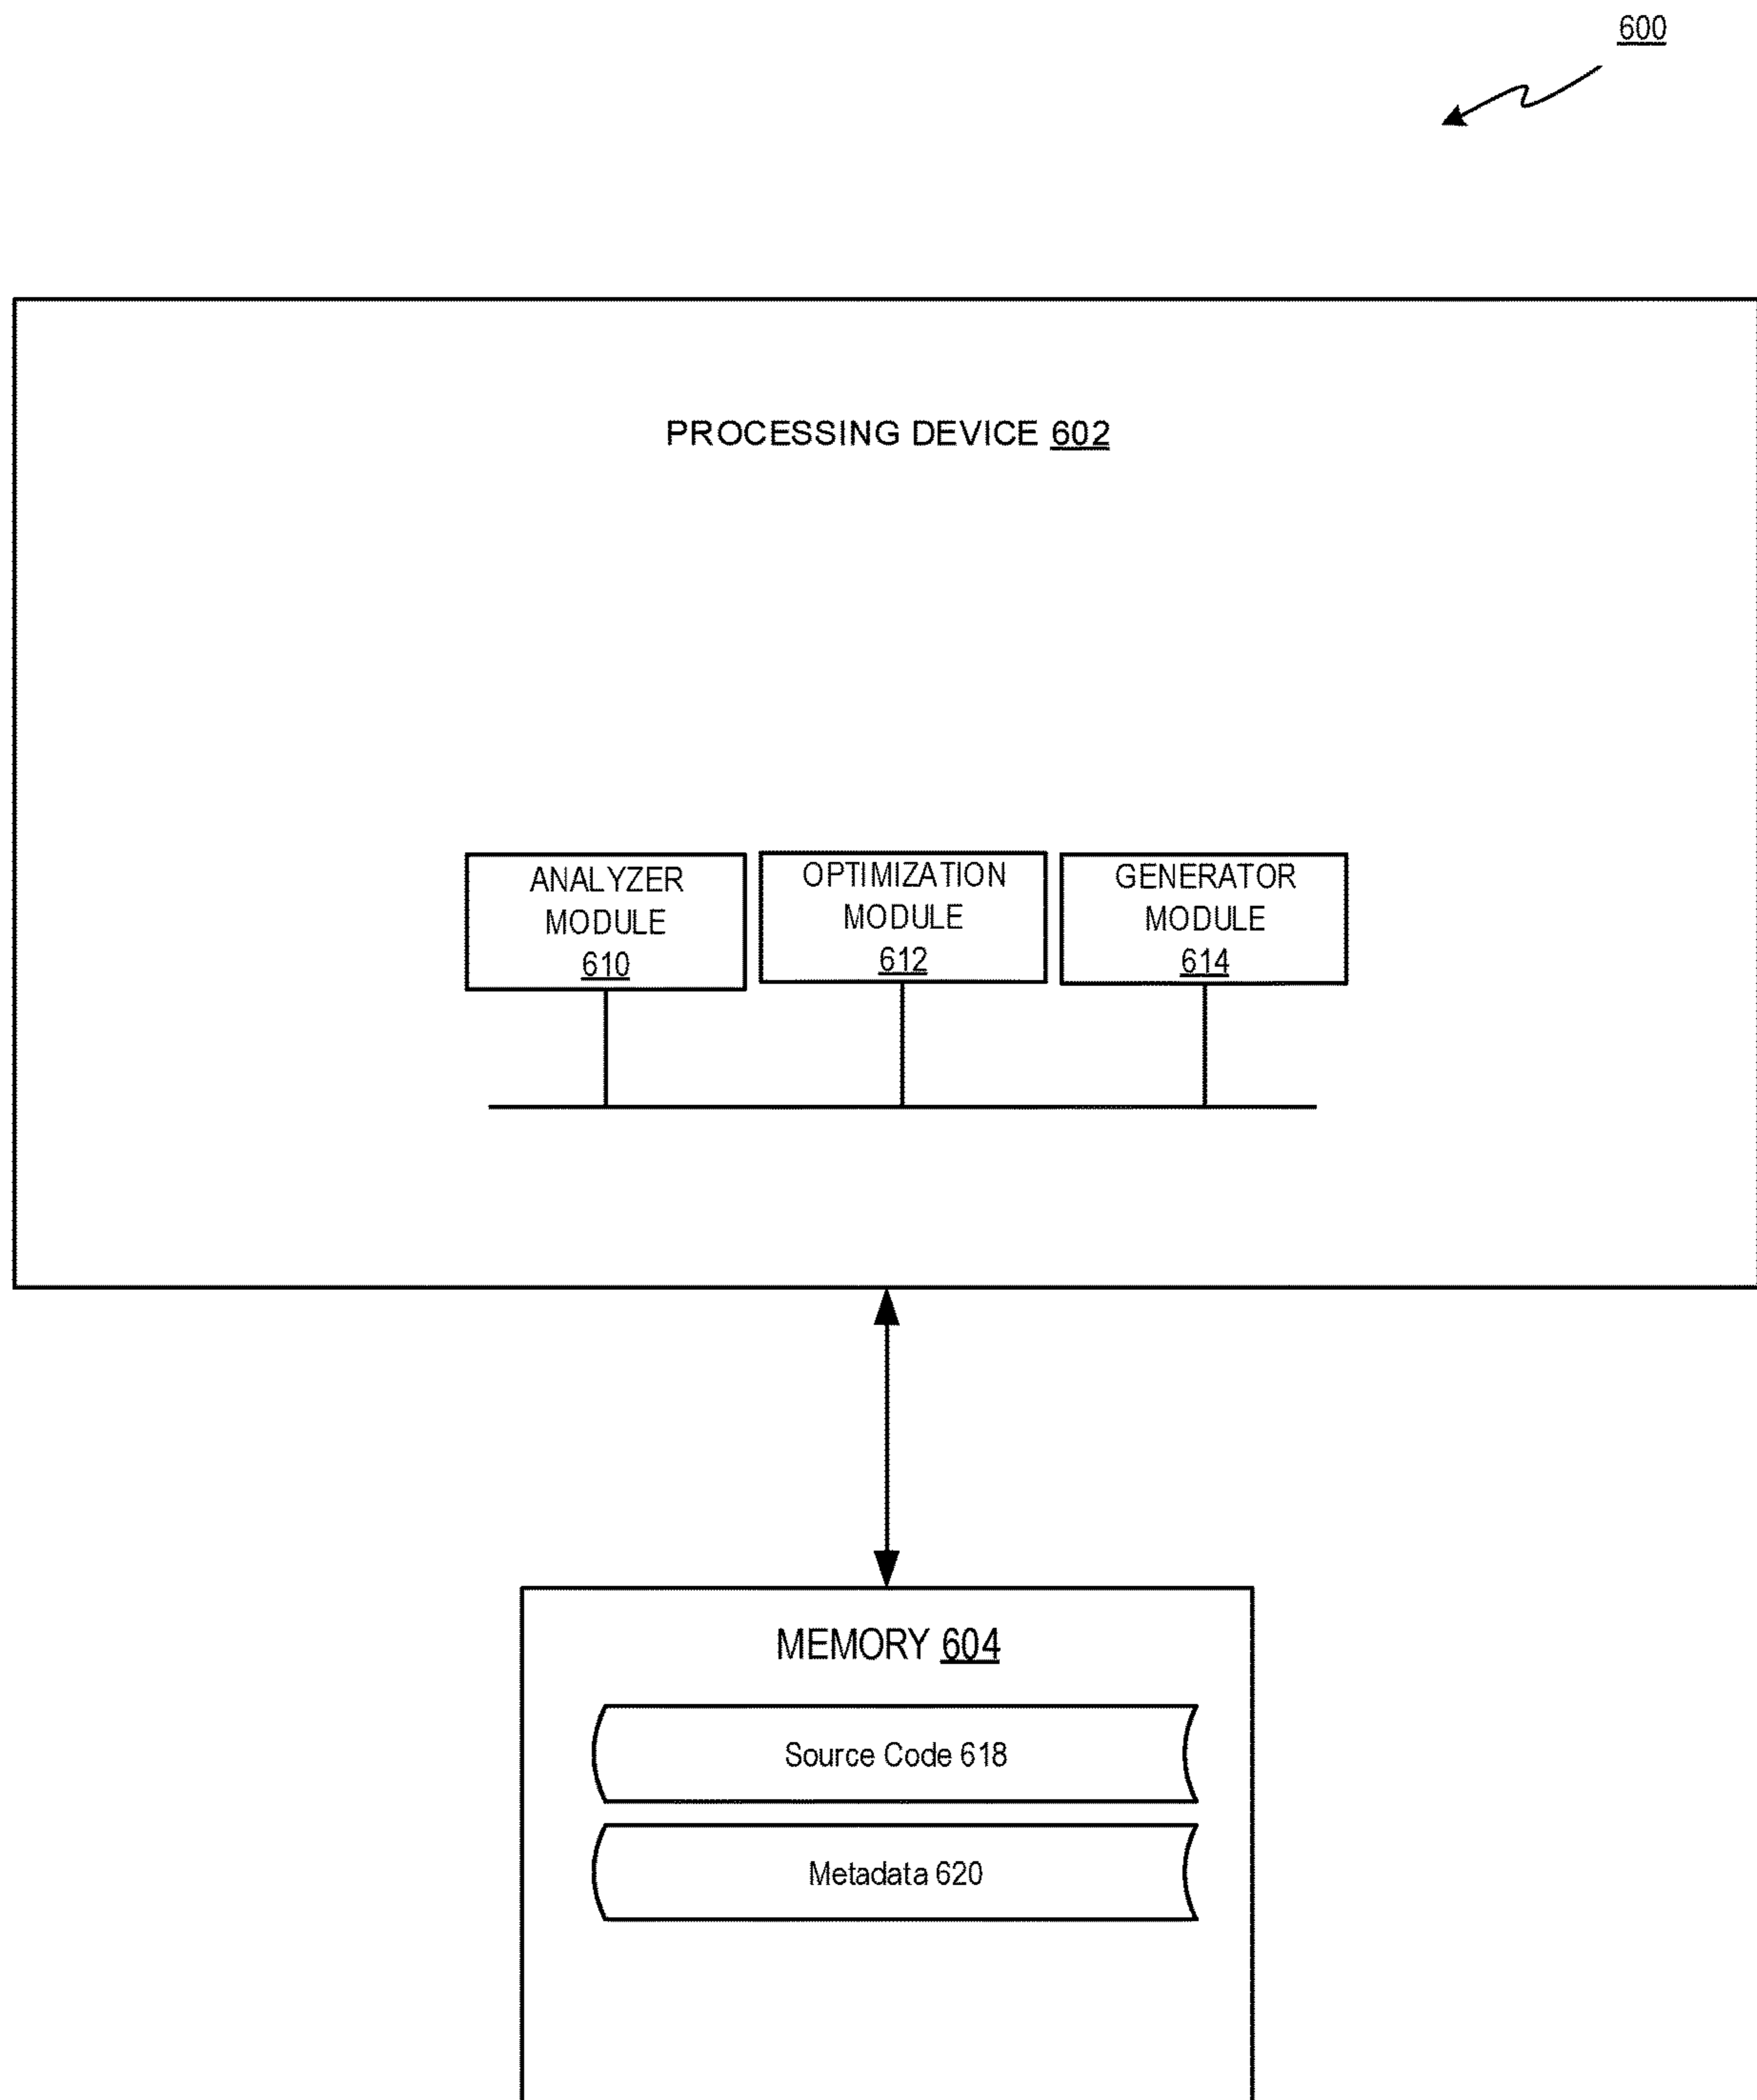 600
PROCESSING DEVICE 602
ANALYZER
MODULE
610
OPTIMIZATION
MODULE
612
GENERATOR
MODULE
614
MEMORY 604
Source Code 618
Metadata 620